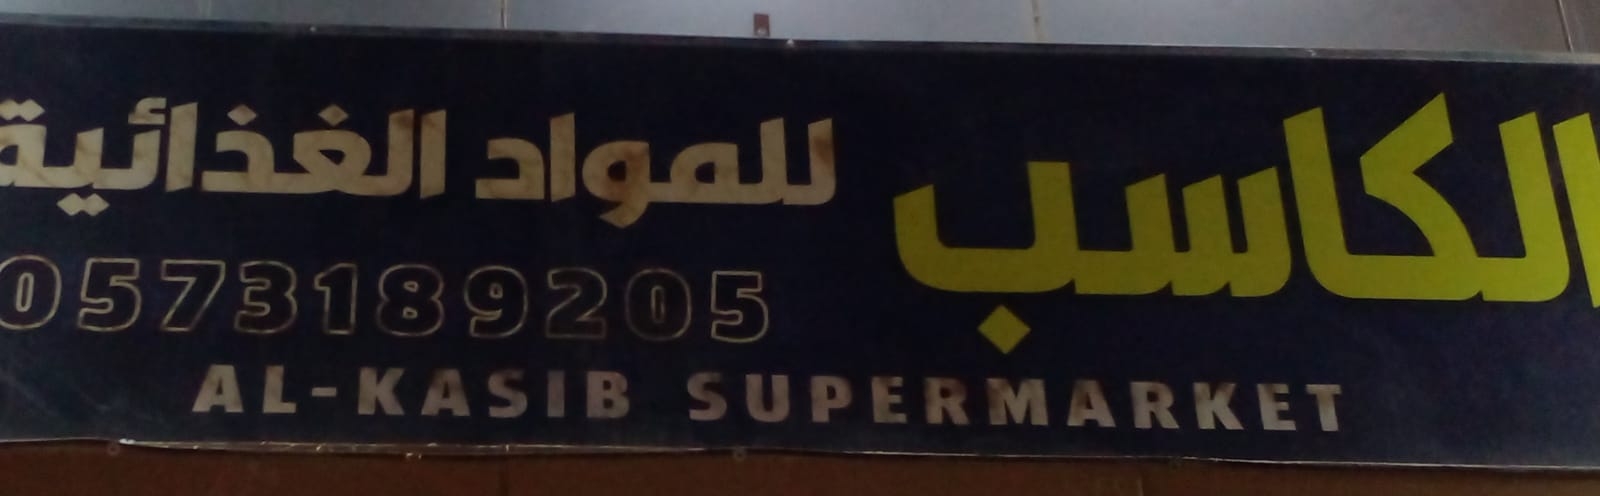 الكاسب
للمواد الغذائية
0573189205
AL-KASIB SUPERMARKET